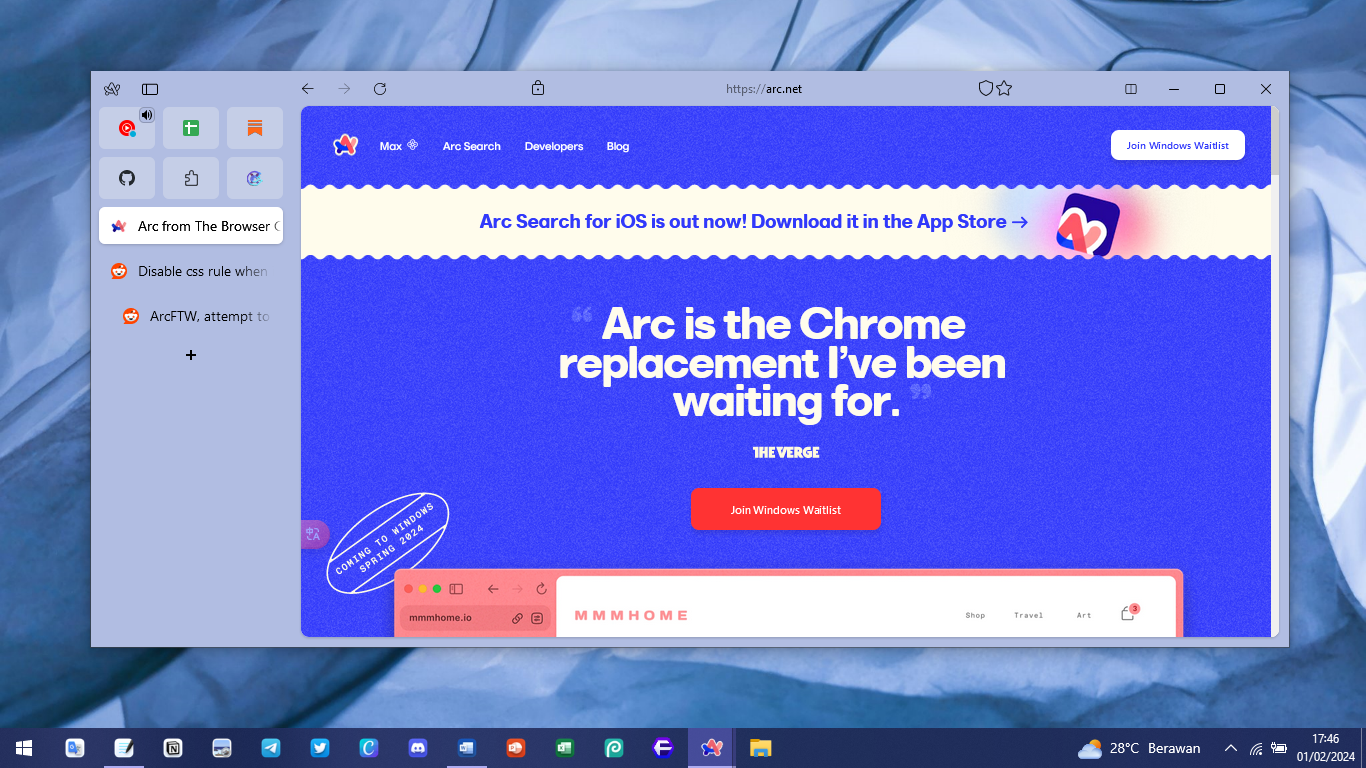 https://arc.net
Arc from The Browser C
Disable css rule when
ArcFTW, attempt to
Max
Arc Search
Developers
Blog
Join Windows Waitlist
Arc Search for iOS is out now! Download it in the App Store →
“ Arc is the Chrome
replacement I’ve been
waiting for. ”
THE VERGE
Join Windows Waitlist
COMING TO WINDOWS
SPRING 2024
mmmhome.io
MMMHOME
Shop
Travel
Art
3
28°C Berawan
17:46
01/02/2024